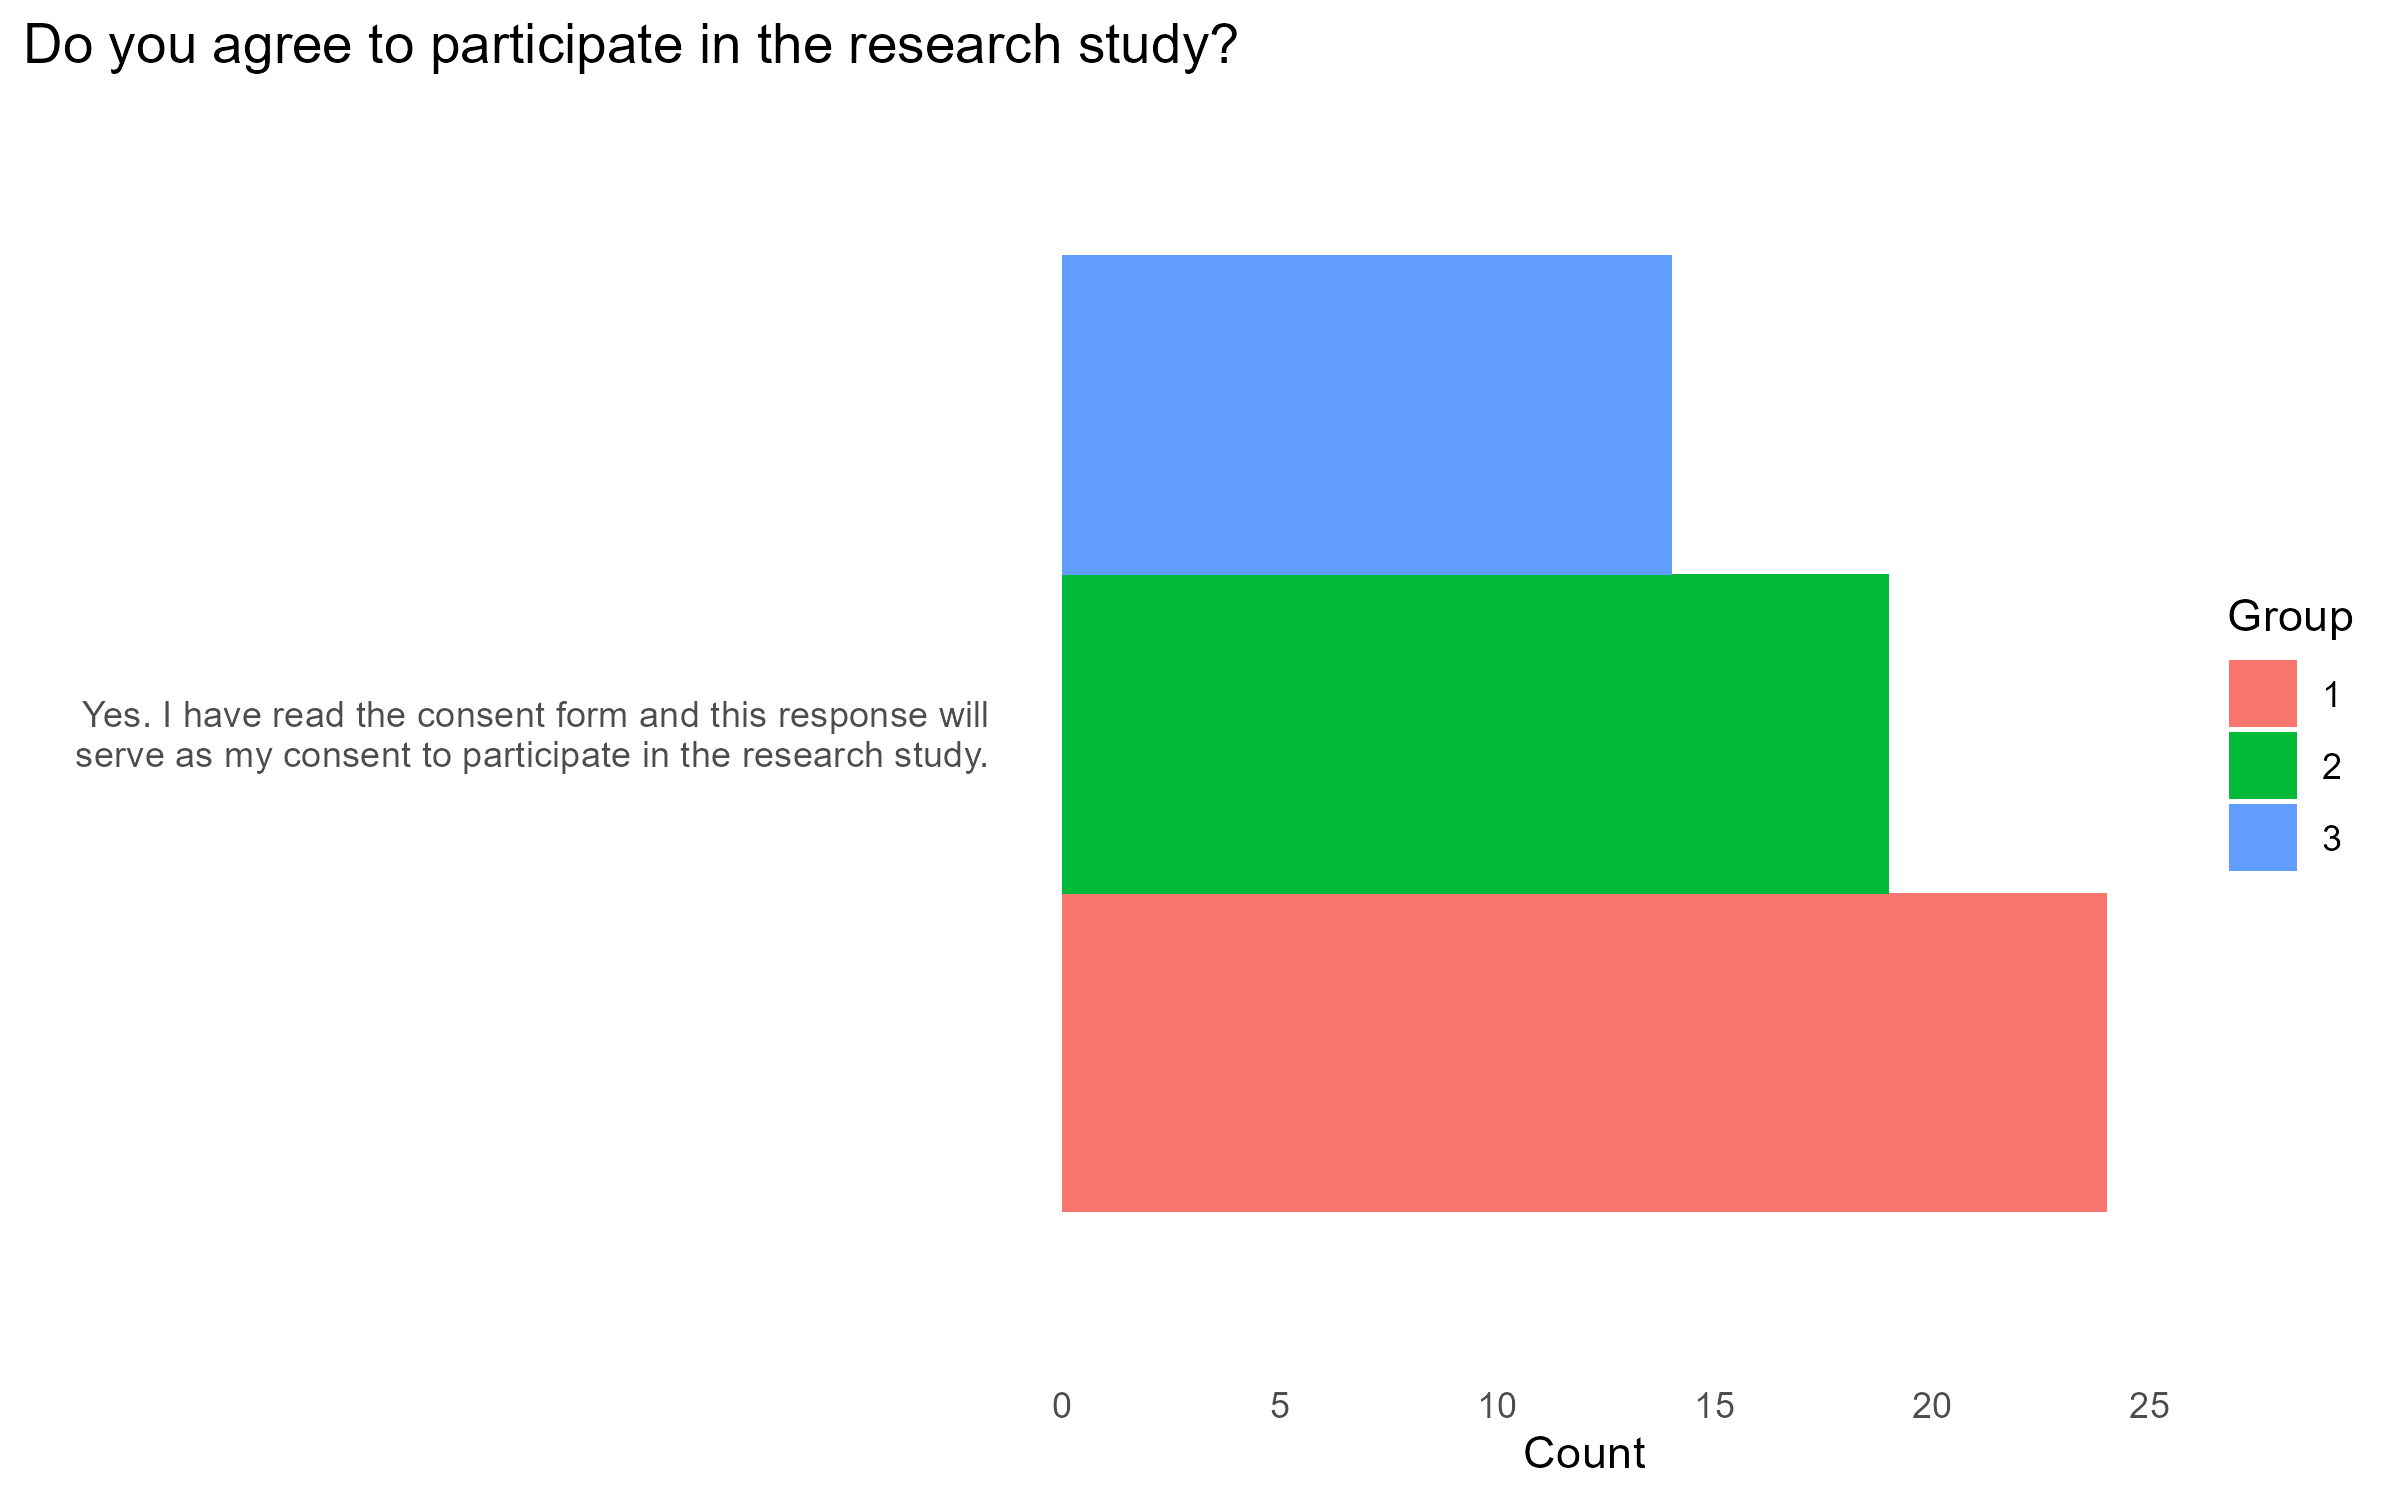 Do you agree to participate in the research study?
Yes. I have read the consent form and this response will
serve as my consent to participate in the research study.
Group
1
2
3
0 5 10 15 20 25
Count